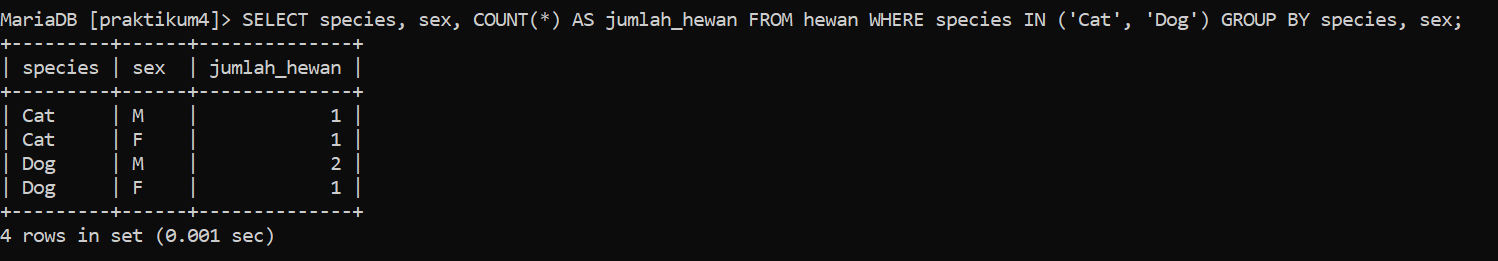 MariaDB [praktikum4]> SELECT species, sex, COUNT(*) AS jumlah_hewan FROM hewan WHERE species IN ('Cat', 'Dog') GROUP BY species, sex;
+---------+------+--------------+
| species | sex  | jumlah_hewan |
+---------+------+--------------+
| Cat     | M    |            1 |
| Cat     | F    |            1 |
| Dog     | M    |            2 |
| Dog     | F    |            1 |
+---------+------+--------------+
4 rows in set (0.001 sec)